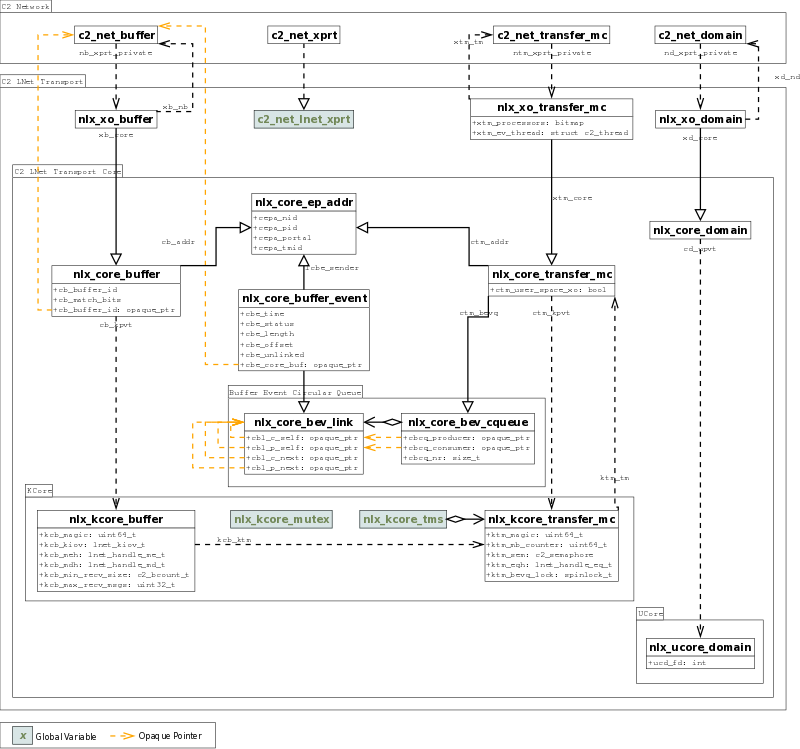 C2 Network
c2_net_buffer
c2_net_xprt
c2_net_transfer_mc
c2_net_domain
nb_xprt_private
xtm_tm
ntm_xprt_private
nd_xprt_private
xd_nd
C2 LNet Transport
xb_nb
nlx_xo_buffer
c2_net_lnet_xprt
nlx_xo_transfer_mc
+xtm_processors: bitmap
+xtm_ev_thread: struct c2_thread
nlx_xo_domain
xb_core
xd_core
C2 LNet Transport Core
xtm_core
nlx_core_ep_addr
+cepa_nid
+cepa_pid
+cepa_portal
+cepa_tmid
nlx_core_domain
cb_addr
ctm_addr
cd_kpvt
cbe_sender
nlx_core_buffer
+cb_buffer_id
+cb_match_bits
+cb_buffer_id: opaque_ptr
nlx_core_transfer_mc
+ctm_user_space_xo: bool
cb_kpvt
nlx_core_buffer_event
+cbe_time
+cbe_status
+cbe_length
+cbe_offset
+cbe_unlinked
+cbe_core_buf: opaque_ptr
ctm_bevq
ctm_kpvt
Buffer Event Circular Queue
nlx_core_bev_link
+cbl_c_self: opaque_ptr
+cbl_p_self: opaque_ptr
+cbl_c_next: opaque_ptr
+cbl_p_next: opaque_ptr
nlx_core_bev_cqueue
+cbcq_producer: opaque_ptr
+cbcq_consumer: opaque_ptr
+cbcq_nr: size_t
ktm_tm
KCore
nlx_kcore_buffer
+kcb_magic: uint64_t
+kcb_kiov: lnet_kiov_t
+kcb_meh: lnet_handle_me_t
+kcb_mdh: lnet_handle_md_t
+kcb_min_recv_size: c2_bcount_t
+kcb_max_recv_msgs: uint32_t
nlx_kcore_mutex
nlx_kcore_tms
nlx_kcore_transfer_mc
+ktm_magic: uint64_t
+ktm_mb_counter: uint64_t
+ktm_sem: c2_semaphore
+ktm_eqh: lnet_handle_eq_t
+ktm_bevq_lock: spinlock_t
kcb_ktm
UCore
nlx_ucore_domain
+ucd_fd: int
x
Global Variable
Opaque Pointer